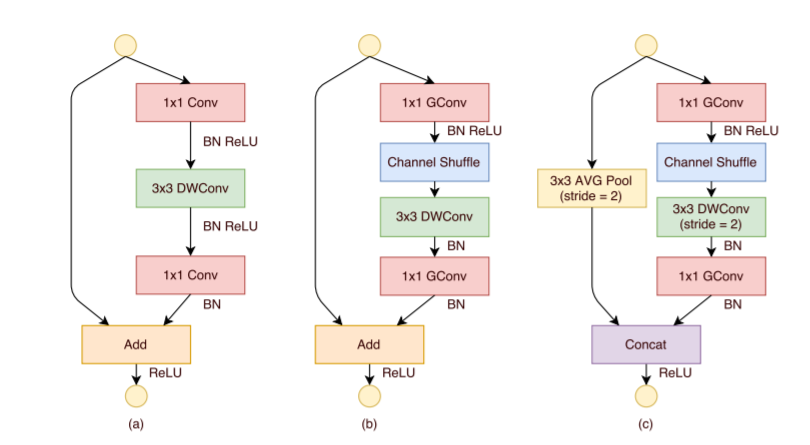 1x1 Conv
BN ReLU
3x3 DWConv
BN ReLU
1x1 Conv
BN
Add
ReLU
(a)
1x1 GConv
BN ReLU
Channel Shuffle
3x3 DWConv
BN
1x1 GConv
BN
Add
ReLU
(b)
1x1 GConv
BN ReLU
Channel Shuffle
3x3 AVG Pool
(stride = 2)
3x3 DWConv
(stride = 2)
BN
1x1 GConv
BN
Concat
ReLU
(c)